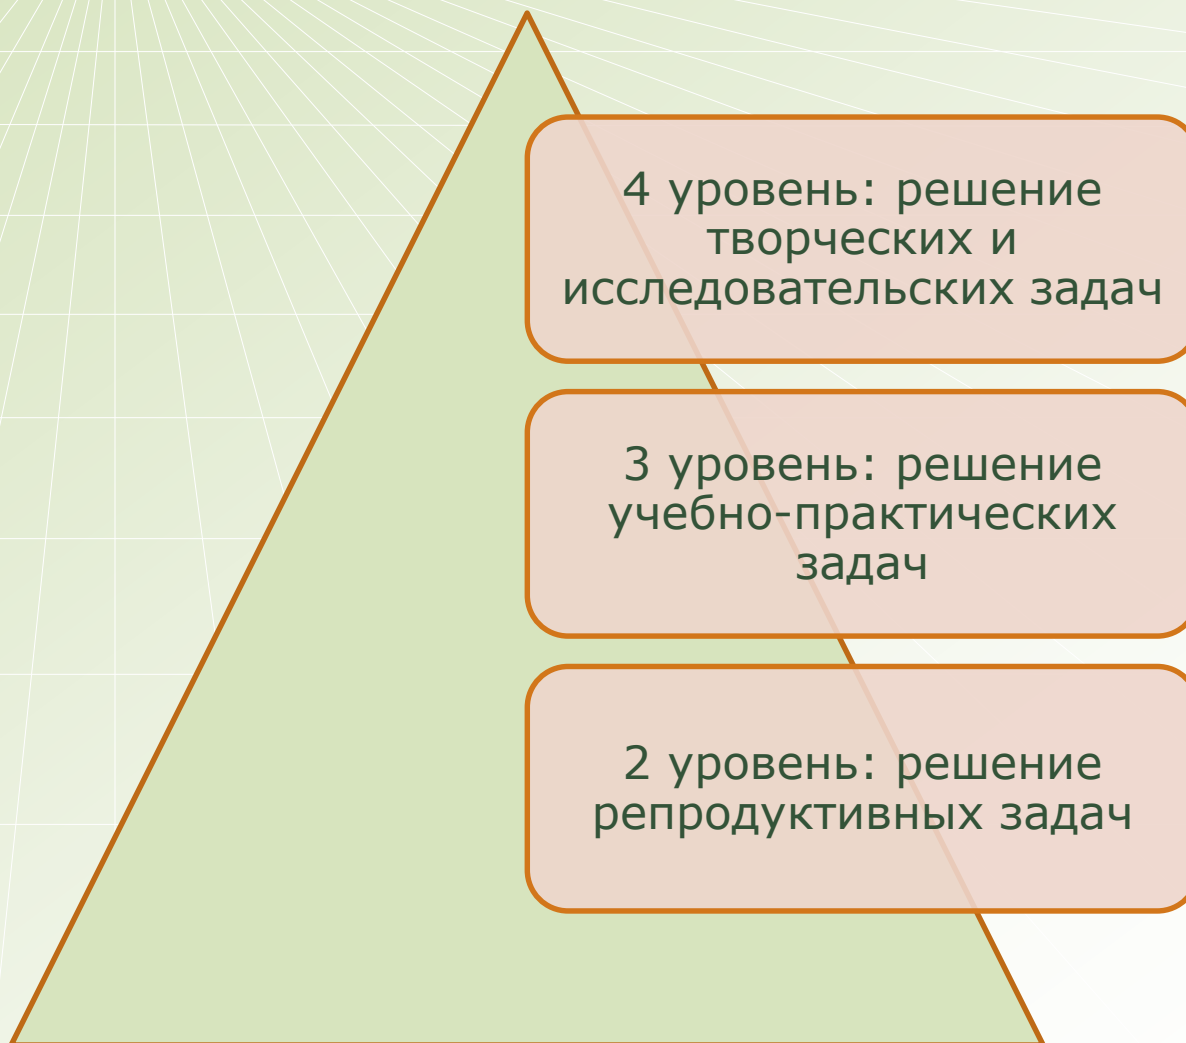 4 уровень: решение
творческих и
исследовательских задач
3 уровень: решение
учебно-практических
задач
2 уровень: решение
репродуктивных задач